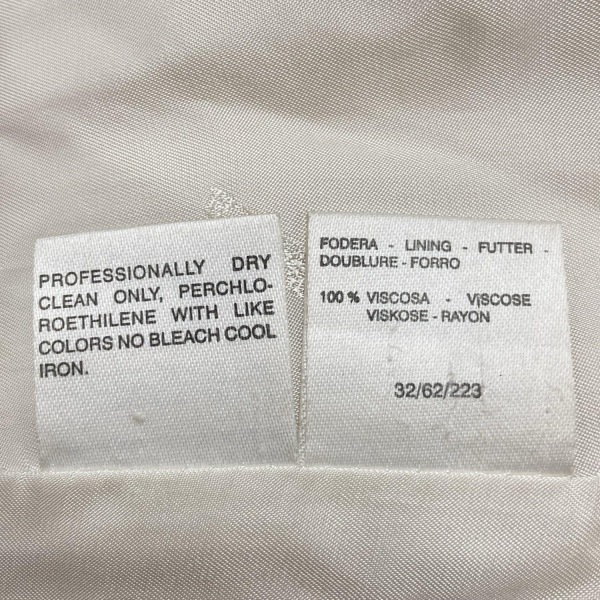 PROFESSIONALLY DRY
CLEAN ONLY, PERCHLO-
ROETHILENE WITH LIKE
COLORS NO BLEACH COOL
IRON.
FODERA - LINING - FUTTER -
DOUBLURE - FORRO
100 % VISCOSA - VISCOSE
VISKOSE - RAYON
32/62/223